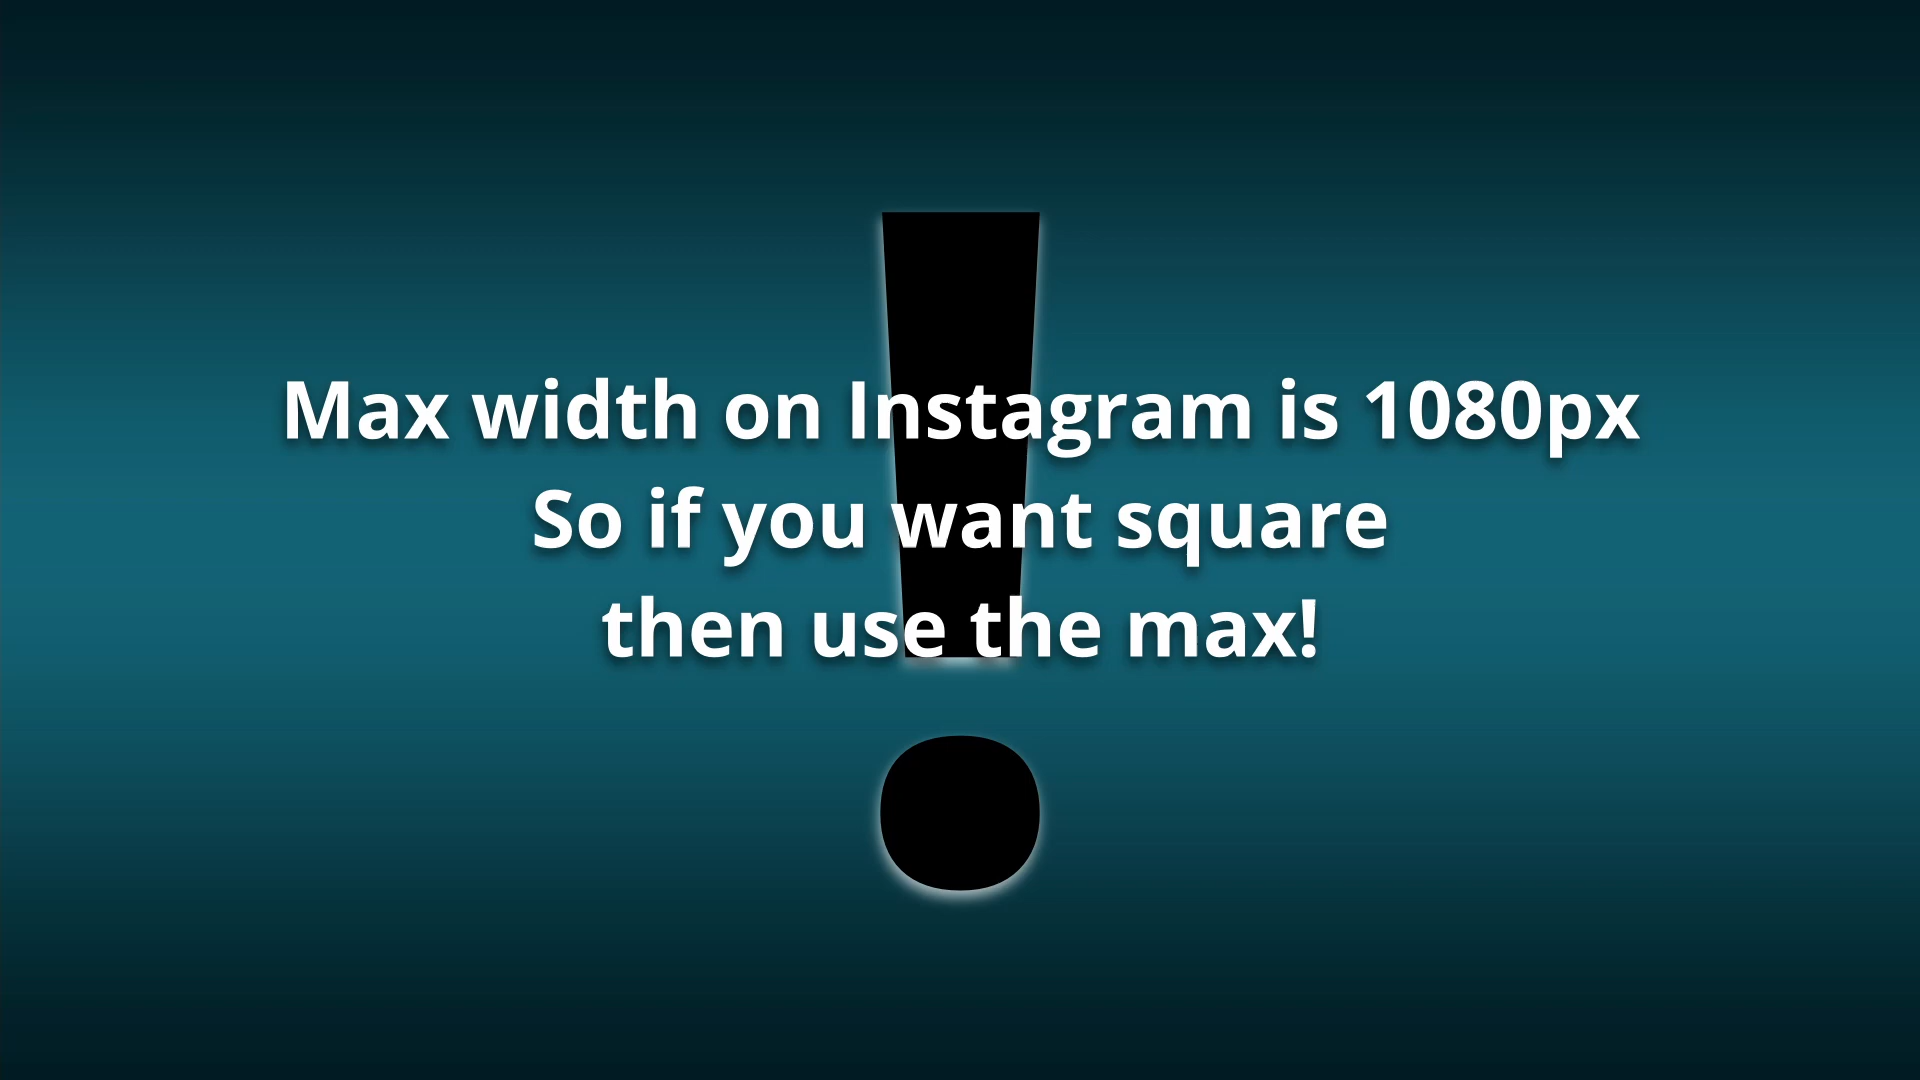 Max width on Instagram is 1080px
So if you want square
then use the max!
!